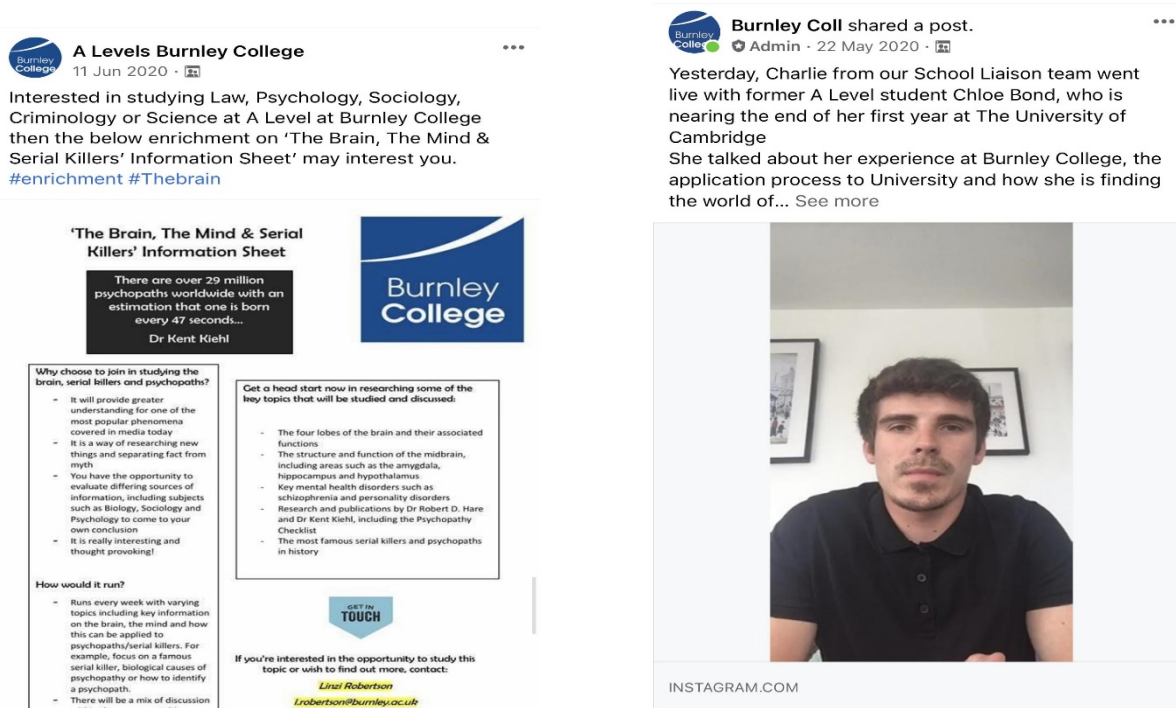 A Levels Burnley College
11 Jun 2020 ·
Interested in studying Law, Psychology, Sociology,
Criminology or Science at A Level at Burnley College
then the below enrichment on ‘The Brain, The Mind &
Serial Killers’ Information Sheet’ may interest you.
#enrichment #Thebrain
‘The Brain, The Mind & Serial
Killers’ Information Sheet
There are over 29 million
psychopaths worldwide with an
estimation that one is born
every 47 seconds...
Dr Kent Kiehl
Burnley
College
Why choose to join in studying the
brain, serial killers and psychopaths?
- It will provide greater
understanding for one of the
most popular phenomena
covered in media today
- It is a way of researching new
things and separating fact from
myth
- You have the opportunity to
evaluate differing sources of
information, including subjects
such as Biology, Sociology and
Psychology to come to your
own conclusion
- It is really interesting and
thought provoking!
How would it run?
- Runs every week with varying
topics including key information
on the brain, the mind and how
this can be applied to
psychopaths/serial killers. For
example, focus on a famous
serial killer, biological causes of
psychopathy or how to identify
a psychopath.
- There will be a mix of discussion
Get a head start now in researching some of the
key topics that will be studied and discussed:
- The four lobes of the brain and their associated
functions
- The structure and function of the midbrain,
including areas such as the amygdala,
hippocampus and hypothalamus
- Key mental health disorders such as
schizophrenia and personality disorders
- Research and publications by Dr Robert D. Hare
and Dr Kent Kiehl, including the Psychopathy
Checklist
- The most famous serial killers and psychopaths
in history
GET IN
TOUCH
If you're interested in the opportunity to study this
topic or wish to find out more, contact:
Linzi Robertson
l.robertson@burnley.ac.uk
Burnley
College
Burnley Coll shared a post.
Admin · 22 May 2020 ·
Burnley
College
Yesterday, Charlie from our School Liaison team went
live with former A Level student Chloe Bond, who is
nearing the end of her first year at The University of
Cambridge
She talked about her experience at Burnley College, the
application process to University and how she is finding
the world of... See more
INSTAGRAM.COM